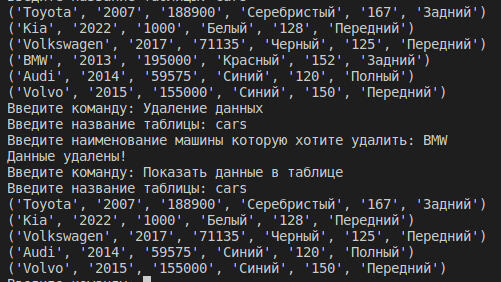 Введите название таблицы: cars
('Toyota', '2007', '188900', 'Серебристый', '167', 'Задний')
('Kia', '2022', '1000', 'Белый', '128', 'Передний')
('Volkswagen', '2017', '71135', 'Черный', '125', 'Передний')
('BMW', '2013', '195000', 'Красный', '152', 'Задний')
('Audi', '2014', '59575', 'Синий', '120', 'Полный')
('Volvo', '2015', '155000', 'Синий', '150', 'Передний')
Введите команду: Удаление данных
Введите название таблицы: cars
Введите наименование машины которую хотите удалить: BMW
Данные удалены!
Введите команду: Показать данные в таблице
Введите название таблицы: cars
('Toyota', '2007', '188900', 'Серебристый', '167', 'Задний')
('Kia', '2022', '1000', 'Белый', '128', 'Передний')
('Volkswagen', '2017', '71135', 'Черный', '125', 'Передний')
('Audi', '2014', '59575', 'Синий', '120', 'Полный')
('Volvo', '2015', '155000', 'Синий', '150', 'Передний')
Введите команду: